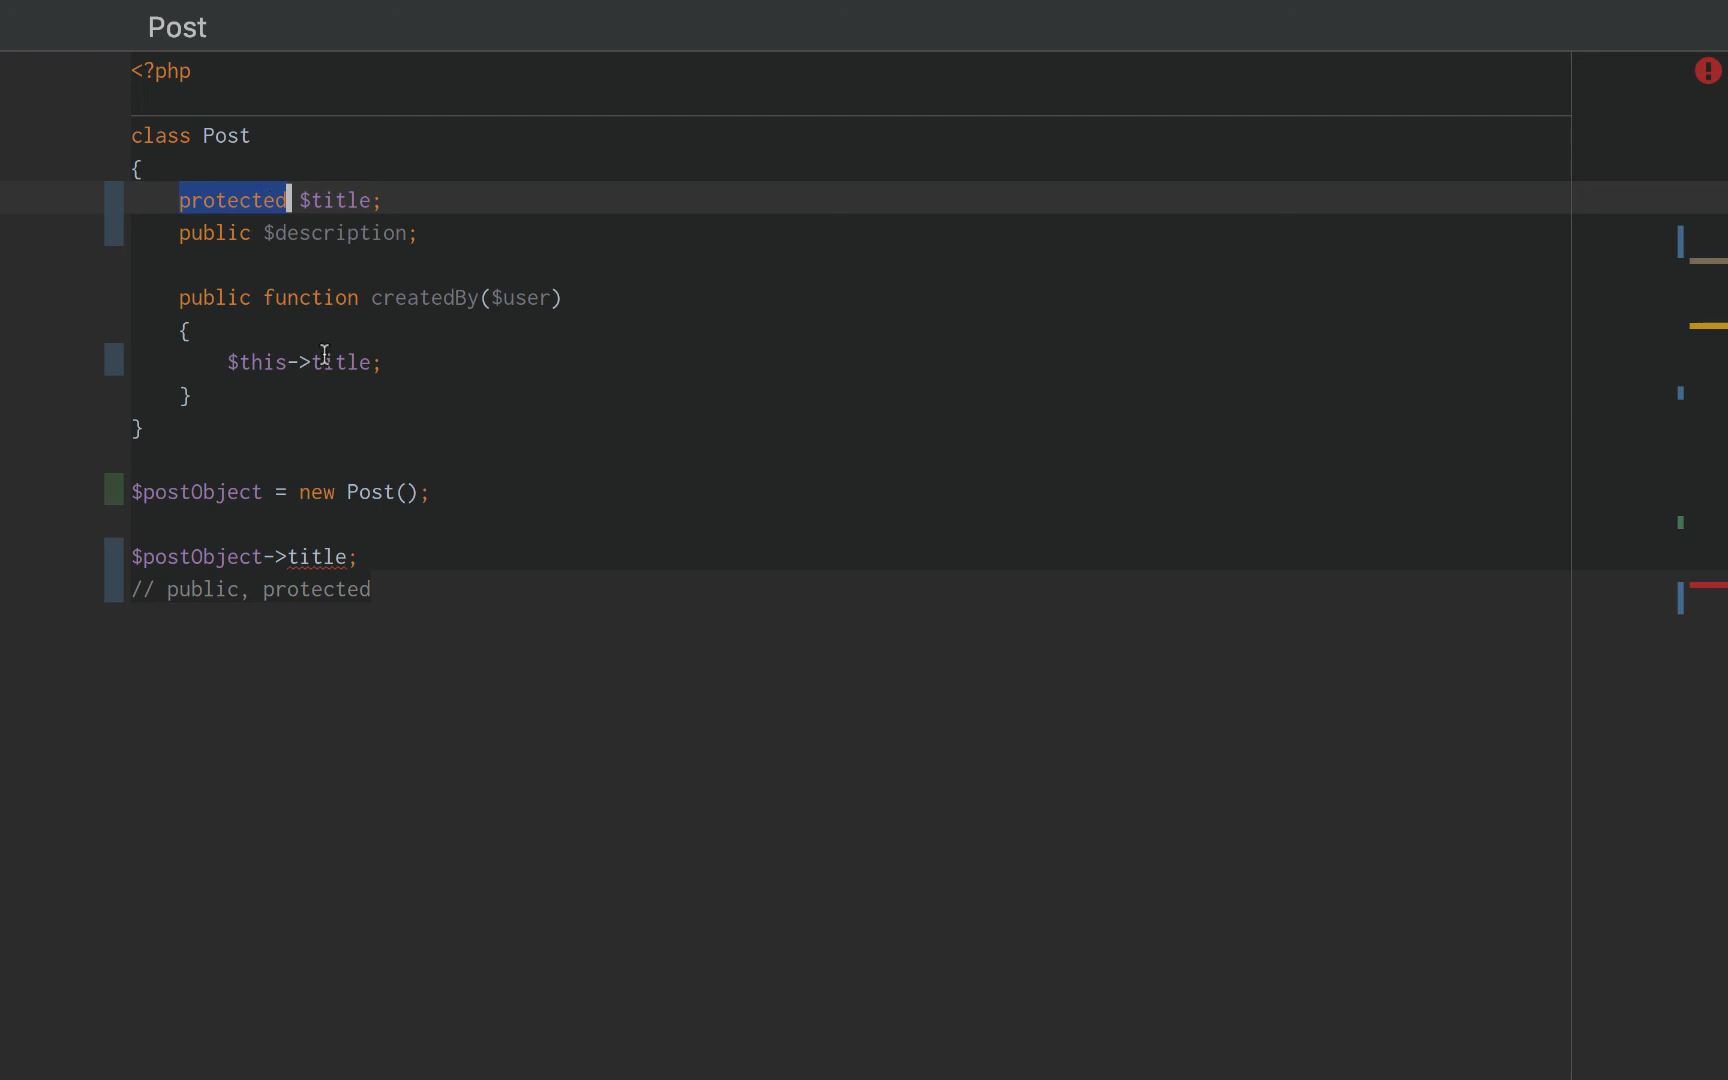 Post
<?php
class Post
{
protected $title;
public $description;
public function createdBy($user)
{
$this->title;
}
}
$postObject = new Post();
$postObject->title;
// public, protected